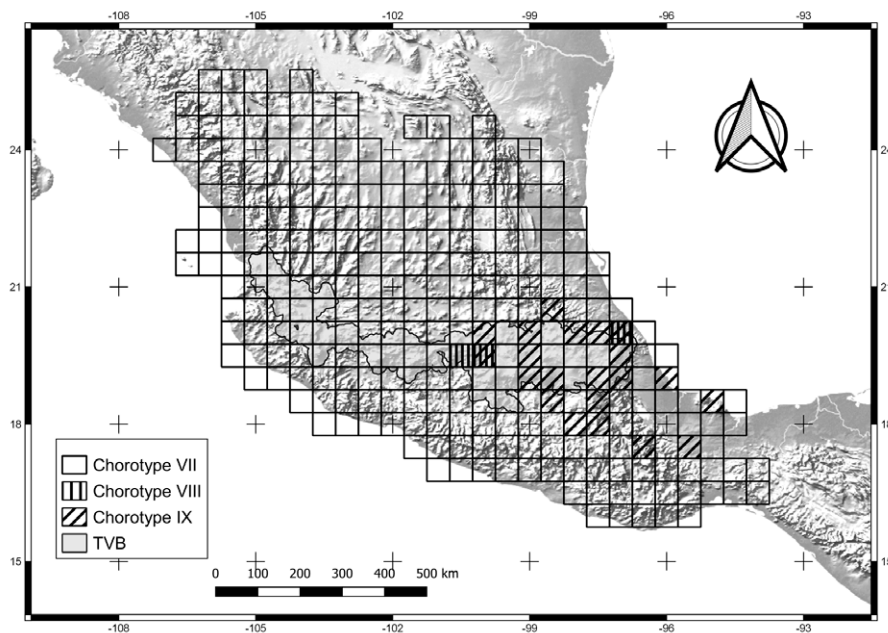 -108 -105 -102 -99 -96 -93
24 24
21 21
18 18
15 15
Chorotype VII
Chorotype VIII
Chorotype IX
TVB
0 100 200 300 400 500 km
-108 -105 -102 -99 -96 -93